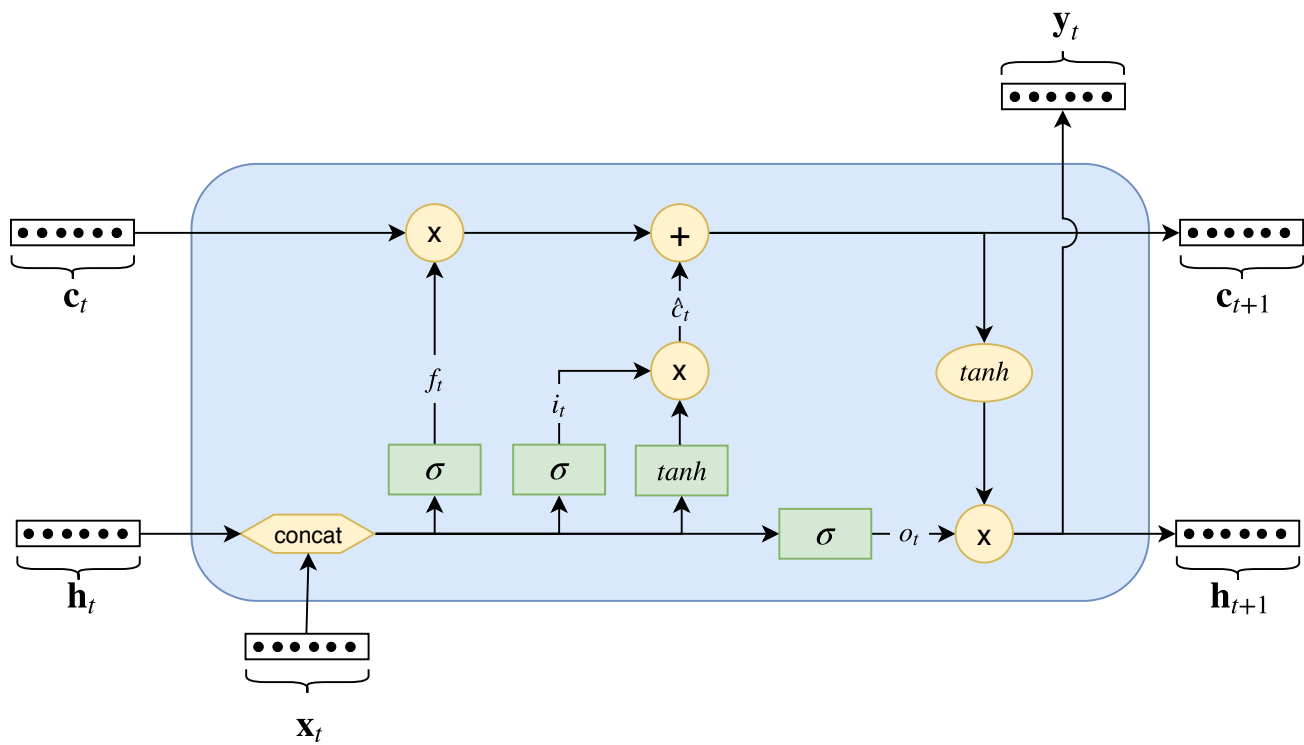 y_t
x
+
c_t
c_{t+1}
ĉ_t
f_t
x
tanh
i_t
σ
σ
tanh
concat
σ
o_t
x
h_t
h_{t+1}
x_t